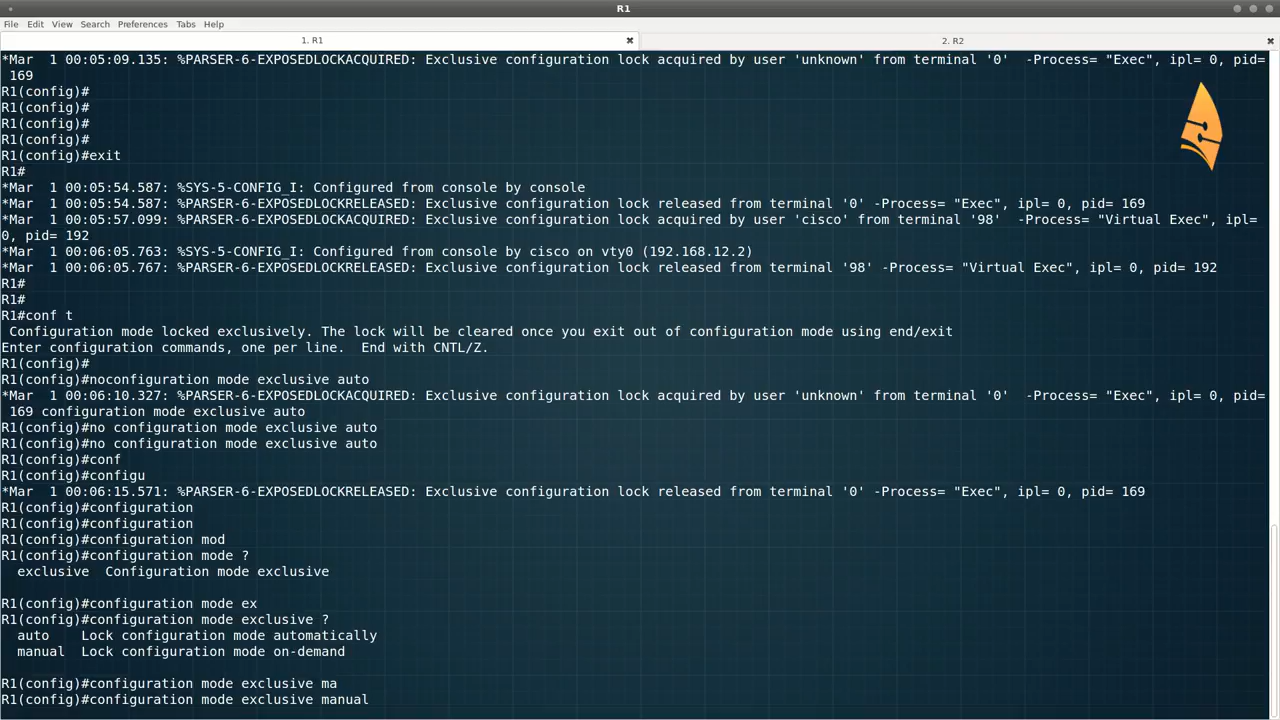 R1
File Edit View Search Preferences Tabs Help
1. R1
2. R2
*Mar  1 00:05:09.135: %PARSER-6-EXPOSEDLOCKACQUIRED: Exclusive configuration lock acquired by user 'unknown' from terminal '0'  -Process= "Exec", ipl= 0, pid=
 169
R1(config)#
R1(config)#
R1(config)#
R1(config)#
R1(config)#exit
R1#
*Mar  1 00:05:54.587: %SYS-5-CONFIG_I: Configured from console by console
*Mar  1 00:05:54.587: %PARSER-6-EXPOSEDLOCKRELEASED: Exclusive configuration lock released from terminal '0' -Process= "Exec", ipl= 0, pid= 169
*Mar  1 00:05:57.099: %PARSER-6-EXPOSEDLOCKACQUIRED: Exclusive configuration lock acquired by user 'cisco' from terminal '98'  -Process= "Virtual Exec", ipl=
0, pid= 192
*Mar  1 00:06:05.763: %SYS-5-CONFIG_I: Configured from console by cisco on vty0 (192.168.12.2)
*Mar  1 00:06:05.767: %PARSER-6-EXPOSEDLOCKRELEASED: Exclusive configuration lock released from terminal '98' -Process= "Virtual Exec", ipl= 0, pid= 192
R1#
R1#
R1#conf t
 Configuration mode locked exclusively. The lock will be cleared once you exit out of configuration mode using end/exit
Enter configuration commands, one per line.  End with CNTL/Z.
R1(config)#
R1(config)#noconfiguration mode exclusive auto
*Mar  1 00:06:10.327: %PARSER-6-EXPOSEDLOCKACQUIRED: Exclusive configuration lock acquired by user 'unknown' from terminal '0'  -Process= "Exec", ipl= 0, pid=
 169 configuration mode exclusive auto
R1(config)#no configuration mode exclusive auto
R1(config)#no configuration mode exclusive auto
R1(config)#conf
R1(config)#configu
*Mar  1 00:06:15.571: %PARSER-6-EXPOSEDLOCKRELEASED: Exclusive configuration lock released from terminal '0' -Process= "Exec", ipl= 0, pid= 169
R1(config)#configuration
R1(config)#configuration
R1(config)#configuration mod
R1(config)#configuration mode ?
  exclusive  Configuration mode exclusive
R1(config)#configuration mode ex
R1(config)#configuration mode exclusive ?
  auto    Lock configuration mode automatically
  manual  Lock configuration mode on-demand
R1(config)#configuration mode exclusive ma
R1(config)#configuration mode exclusive manual